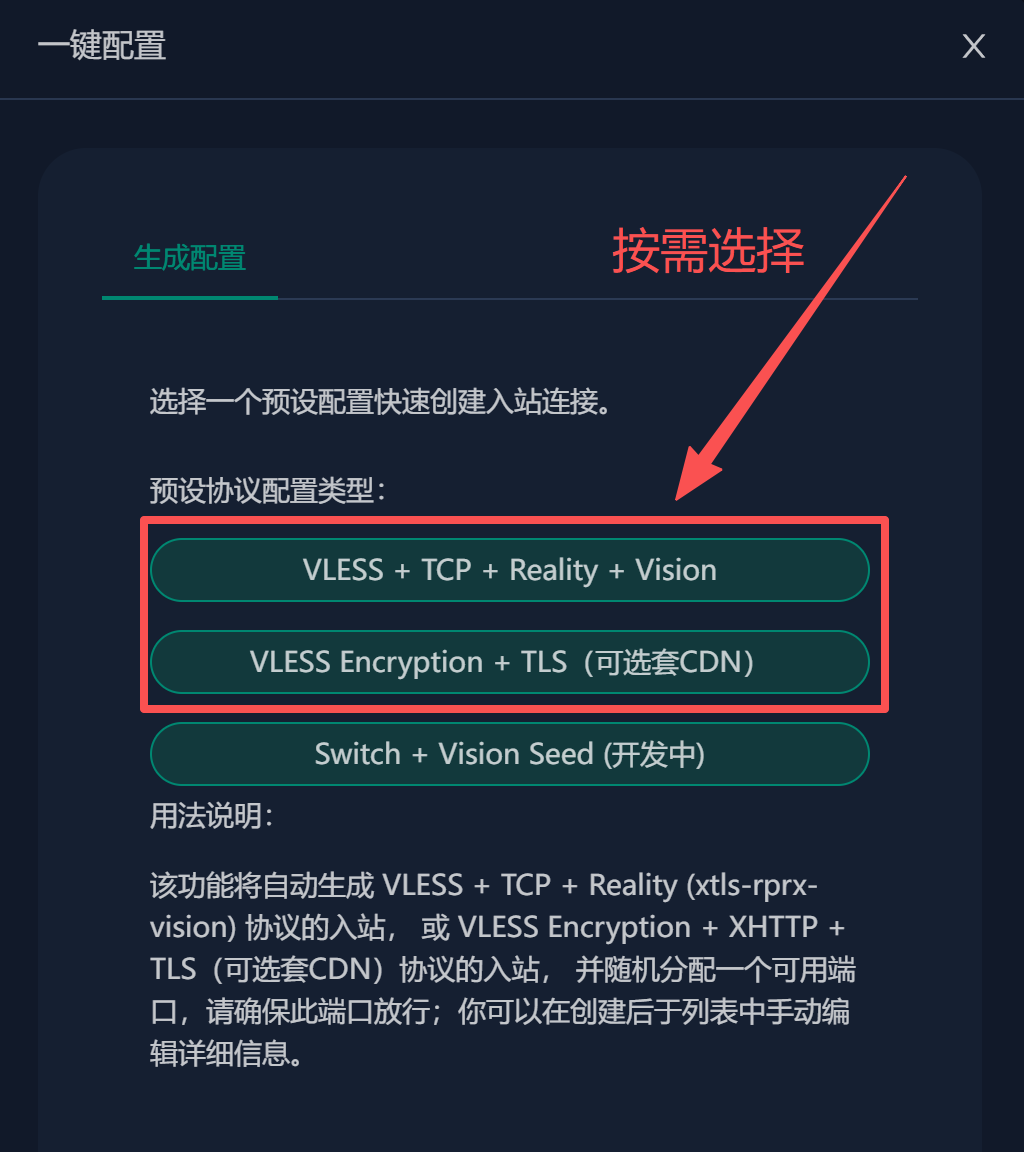 一键配置
X
生成配置
按需选择
选择一个预设配置快速创建入站连接。
预设协议配置类型：
VLESS + TCP + Reality + Vision
VLESS Encryption + TLS（可选套CDN）
Switch + Vision Seed (开发中)
用法说明：
该功能将自动生成 VLESS + TCP + Reality (xtls-rprx-
vision) 协议的入站， 或 VLESS Encryption + XHTTP +
TLS（可选套CDN）协议的入站， 并随机分配一个可用端
口，请确保此端口放行；你可以在创建后于列表中手动编
辑详细信息。